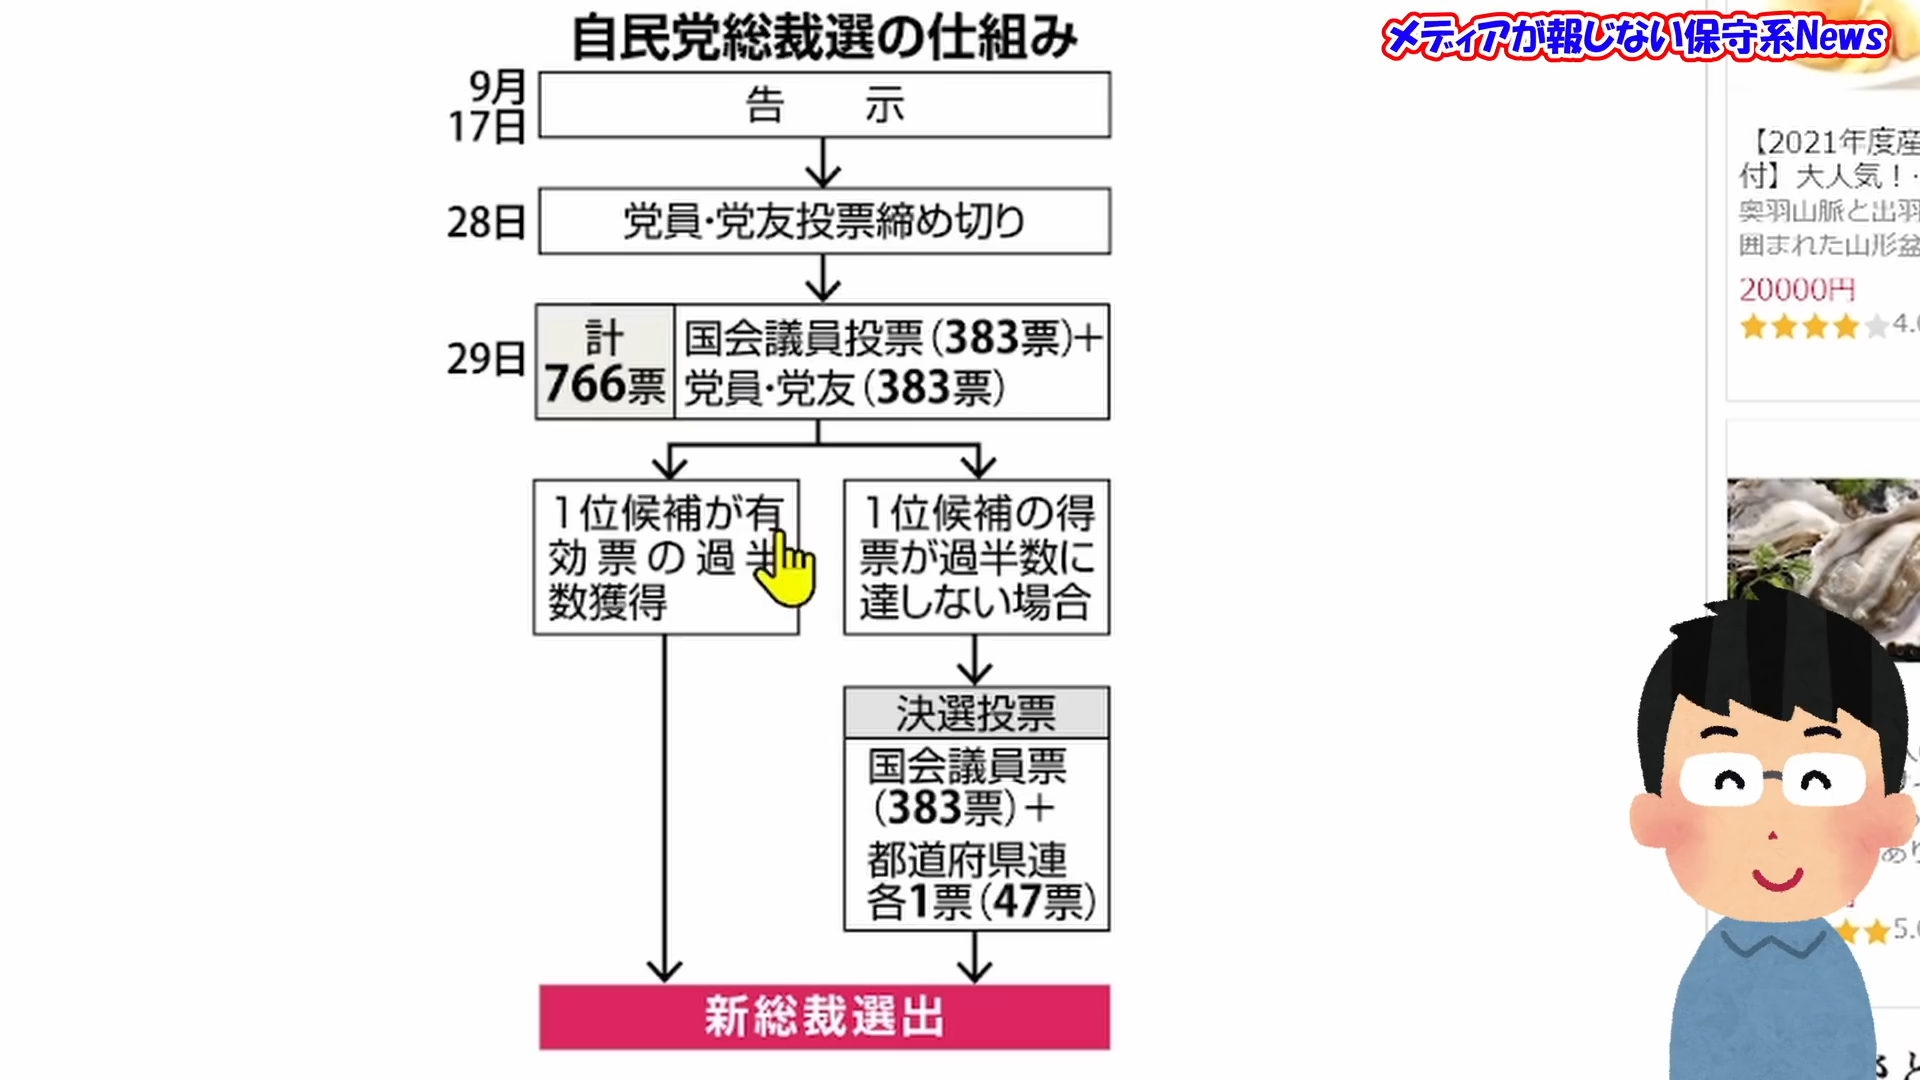 自民党総裁選の仕組み
メディアが報じない保守系News
9月
17日
告 示
28日
党員・党友投票締め切り
29日
計
766票
国会議員投票(383票)+
党員・党友(383票)
1位候補が有
効票の過半
数獲得
1位候補の得
票が過半数に
達しない場合
決選投票
国会議員票
(383票)+
都道府県連
各1票(47票)
新総裁選出
【2021年度産
付】大人気!
奥羽山脈と出羽
囲まれた山形盆
20000円
4.0
5.0